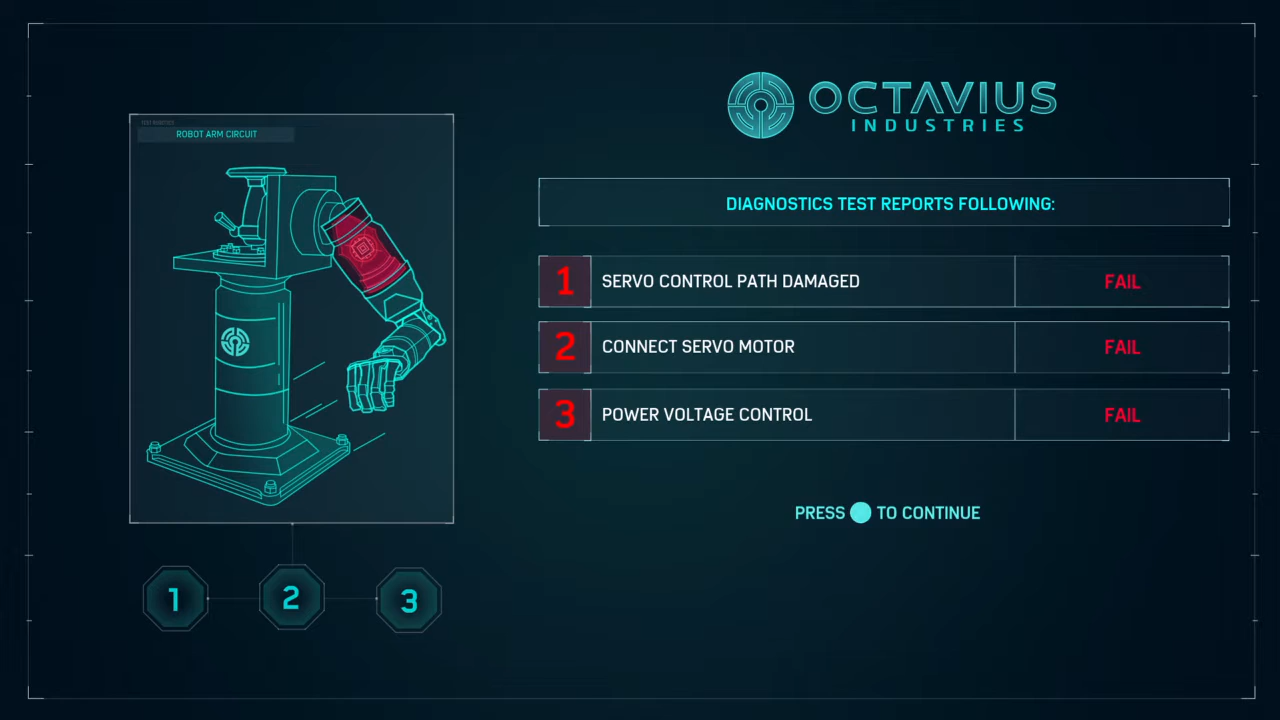 OCTAVIUS
INDUSTRIES
ROBOT ARM CIRCUIT
DIAGNOSTICS TEST REPORTS FOLLOWING:
1 SERVO CONTROL PATH DAMAGED FAIL
2 CONNECT SERVO MOTOR FAIL
3 POWER VOLTAGE CONTROL FAIL
PRESS TO CONTINUE
1 2 3